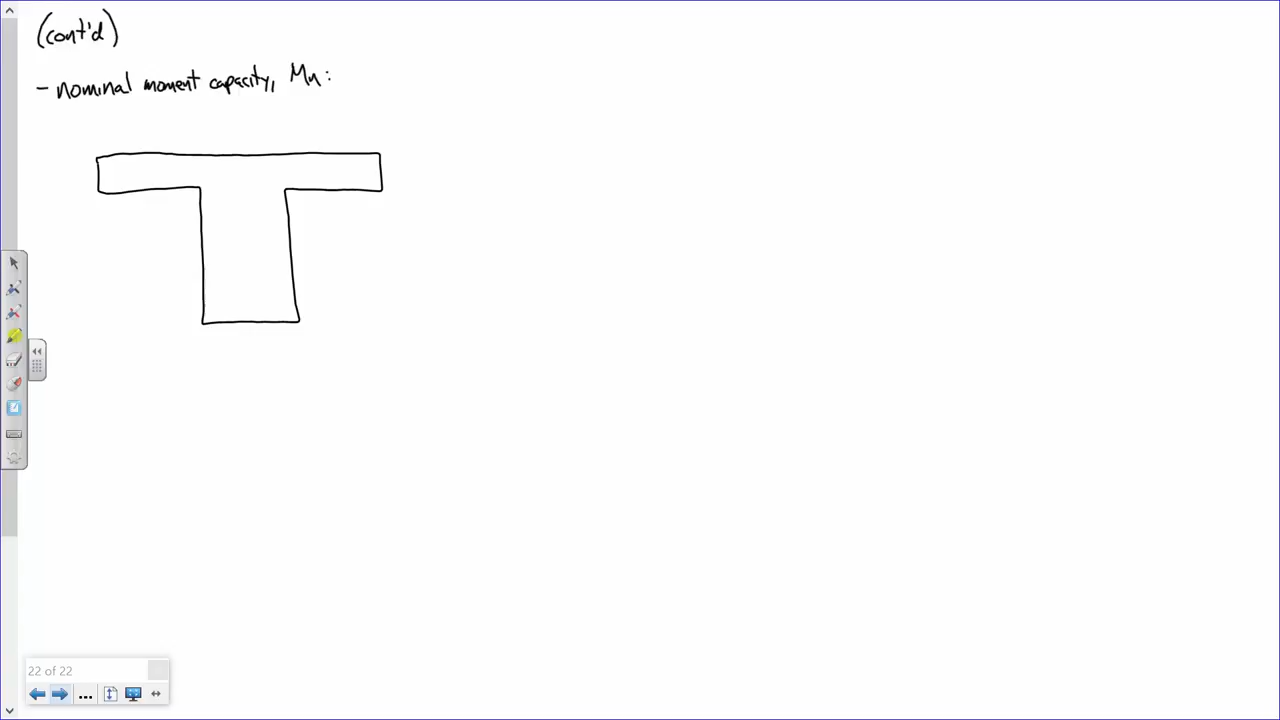 (cont'd)
- nominal moment capacity, Mn:
22 of 22
...